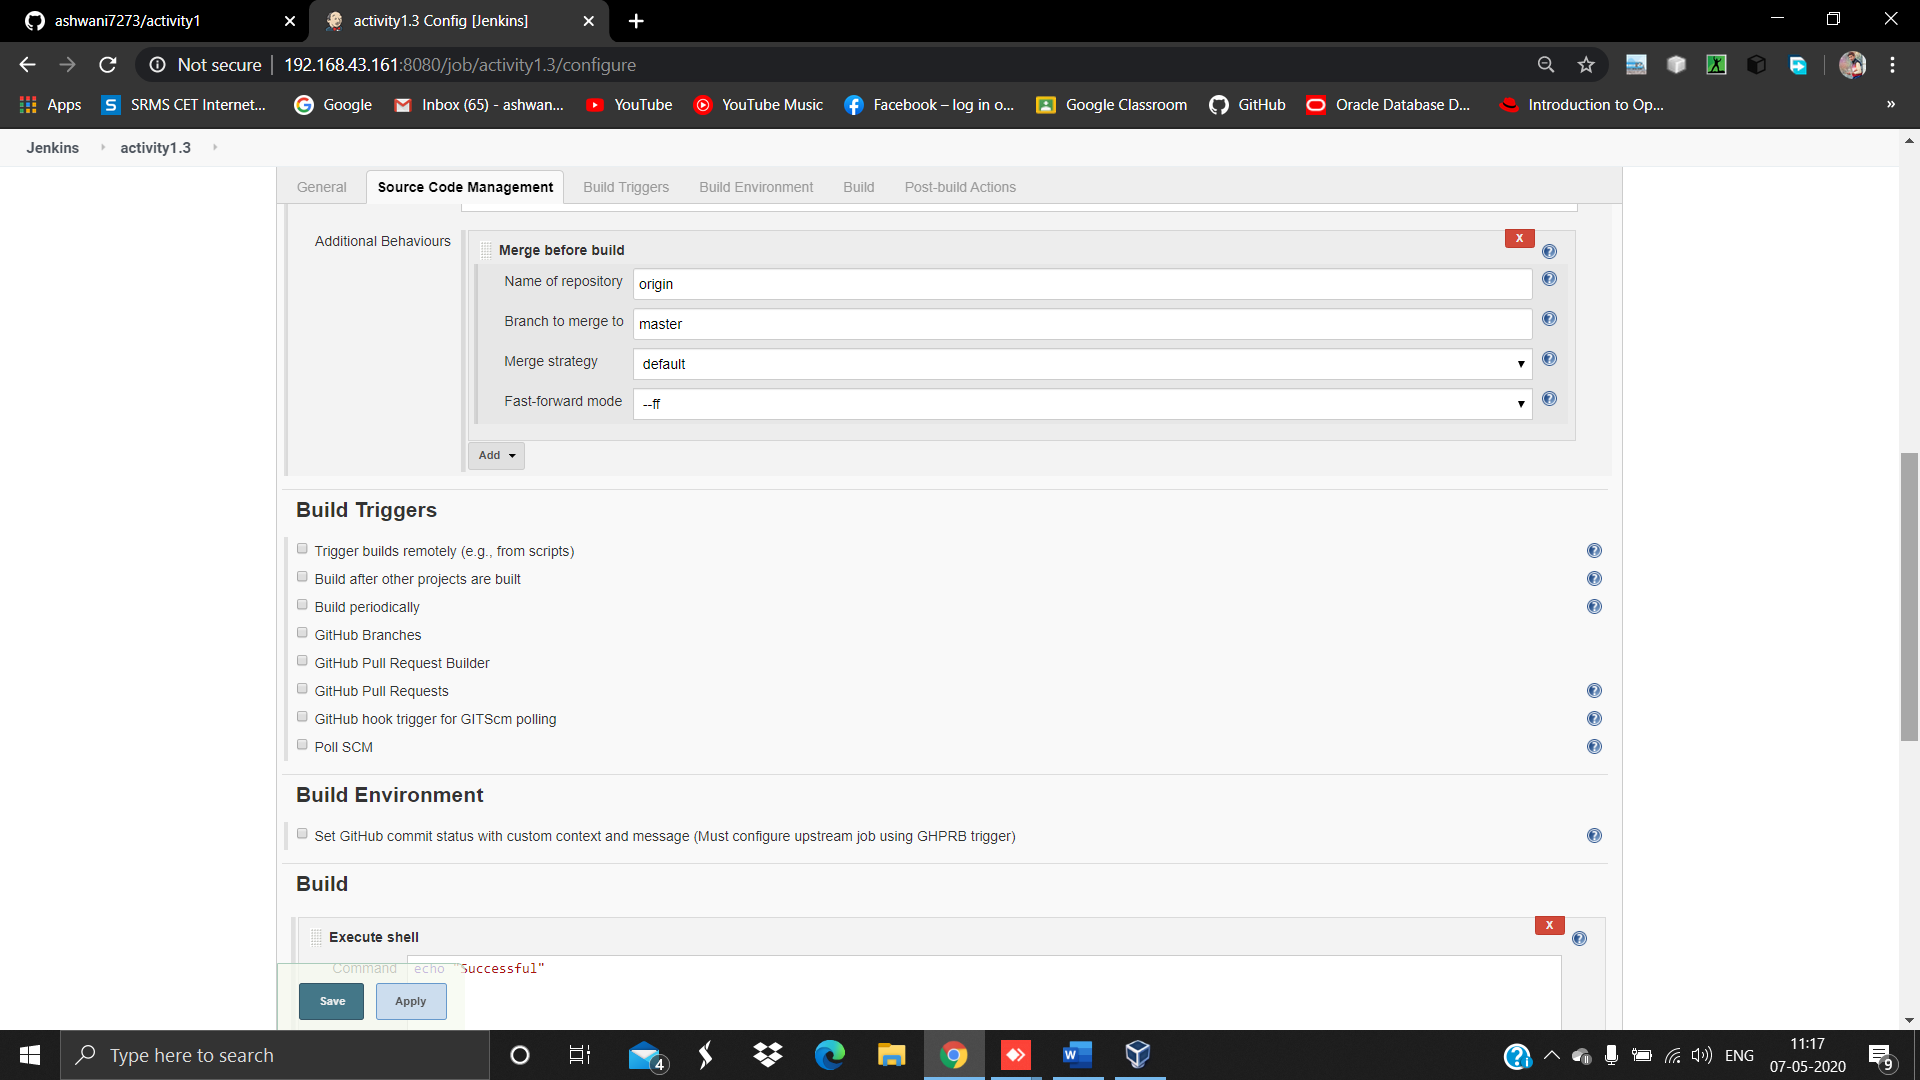 ashwani7273/activity1
activity1.3 Config [Jenkins]
Not secure
192.168.43.161:8080/job/activity1.3/configure
Apps
SRMS CET Internet...
Google
Inbox (65) - ashwan...
YouTube
YouTube Music
Facebook – log in o...
Google Classroom
GitHub
Oracle Database D...
Introduction to Op...
»
Jenkins
activity1.3
General
Source Code Management
Build Triggers
Build Environment
Build
Post-build Actions
Additional Behaviours
Merge before build
X
Name of repository
origin
Branch to merge to
master
Merge strategy
default
Fast-forward mode
--ff
Add
Build Triggers
Trigger builds remotely (e.g., from scripts)
Build after other projects are built
Build periodically
GitHub Branches
GitHub Pull Request Builder
GitHub Pull Requests
GitHub hook trigger for GITScm polling
Poll SCM
Build Environment
Set GitHub commit status with custom context and message (Must configure upstream job using GHPRB trigger)
Build
Execute shell
X
Command
echo "Successful"
Save
Apply
Type here to search
4
ENG
11:17
07-05-2020
9